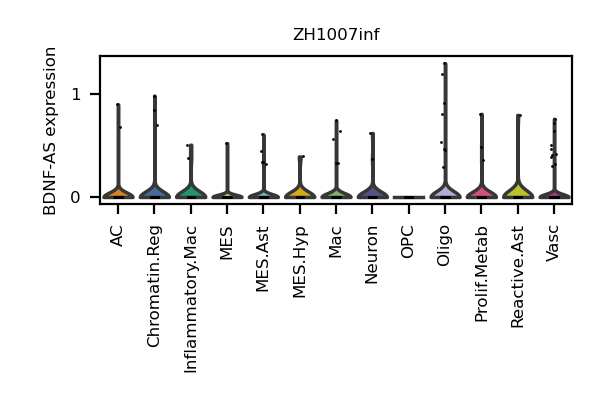 ZH1007inf
BDNF-AS expression
1
0
AC
Chromatin.Reg
Inflammatory.Mac
MES
MES.Ast
MES.Hyp
Mac
Neuron
OPC
Oligo
Prolif.Metab
Reactive.Ast
Vasc